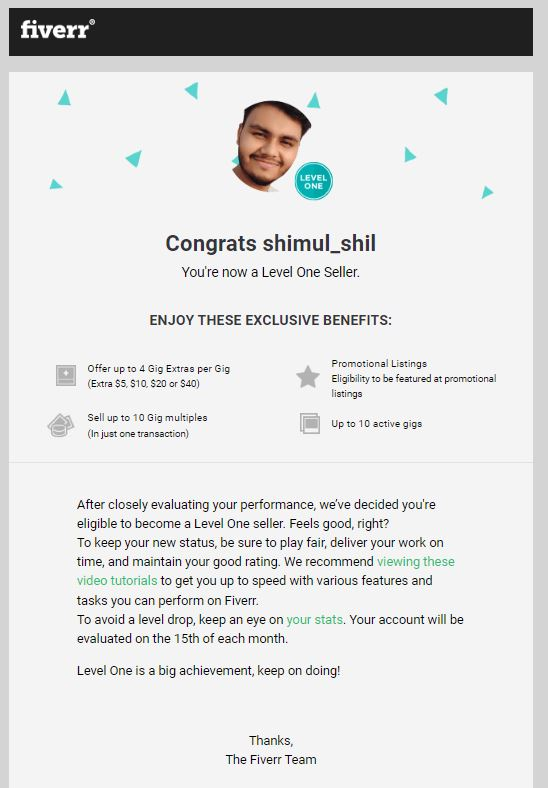 fiverr®
LEVEL
ONE
Congrats shimul_shil
You're now a Level One Seller.
ENJOY THESE EXCLUSIVE BENEFITS:
Offer up to 4 Gig Extras per Gig
(Extra $5, $10, $20 or $40)
Promotional Listings
Eligibility to be featured at promotional
listings
Sell up to 10 Gig multiples
(In just one transaction)
Up to 10 active gigs
After closely evaluating your performance, we’ve decided you're
eligible to become a Level One seller. Feels good, right?
To keep your new status, be sure to play fair, deliver your work on
time, and maintain your good rating. We recommend viewing these
video tutorials to get you up to speed with various features and
tasks you can perform on Fiverr.
To avoid a level drop, keep an eye on your stats. Your account will be
evaluated on the 15th of each month.
Level One is a big achievement, keep on doing!
Thanks,
The Fiverr Team